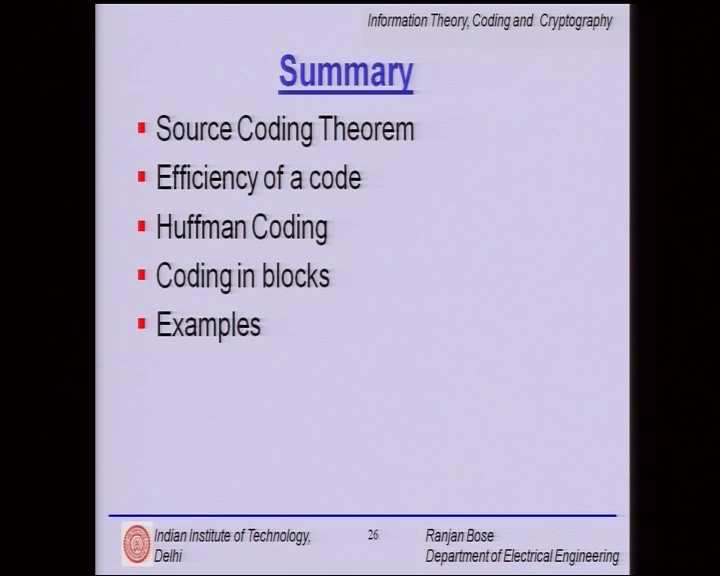 Information Theory, Coding and Cryptography
Summary
Source Coding Theorem
Efficiency of a code
Huffman Coding
Coding in blocks
Examples
Indian Institute of Technology,
Delhi
26
Ranjan Bose
Department of Electrical Engineering